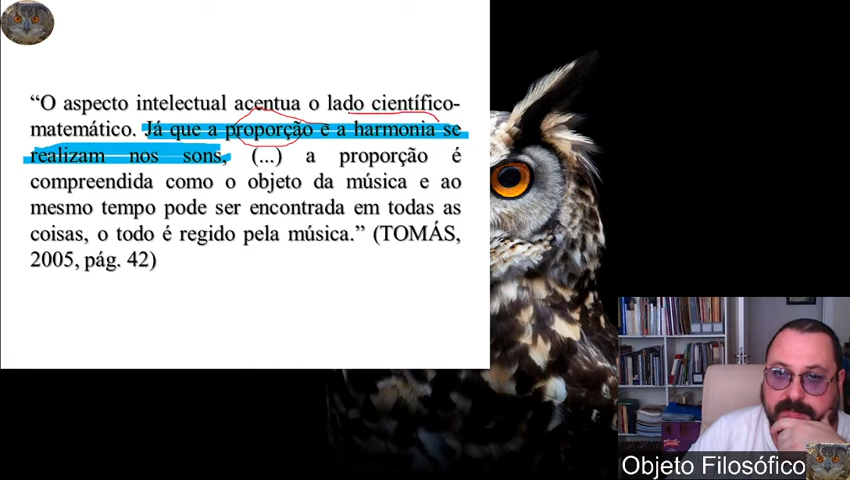 “O aspecto intelectual acentua o lado científico-
matemático. Já que a proporção e a harmonia se
realizam nos sons, (...) a proporção é
compreendida como o objeto da música e ao
mesmo tempo pode ser encontrada em todas as
coisas, o todo é regido pela música.” (TOMÁS,
2005, pág. 42)
Objeto Filosófico